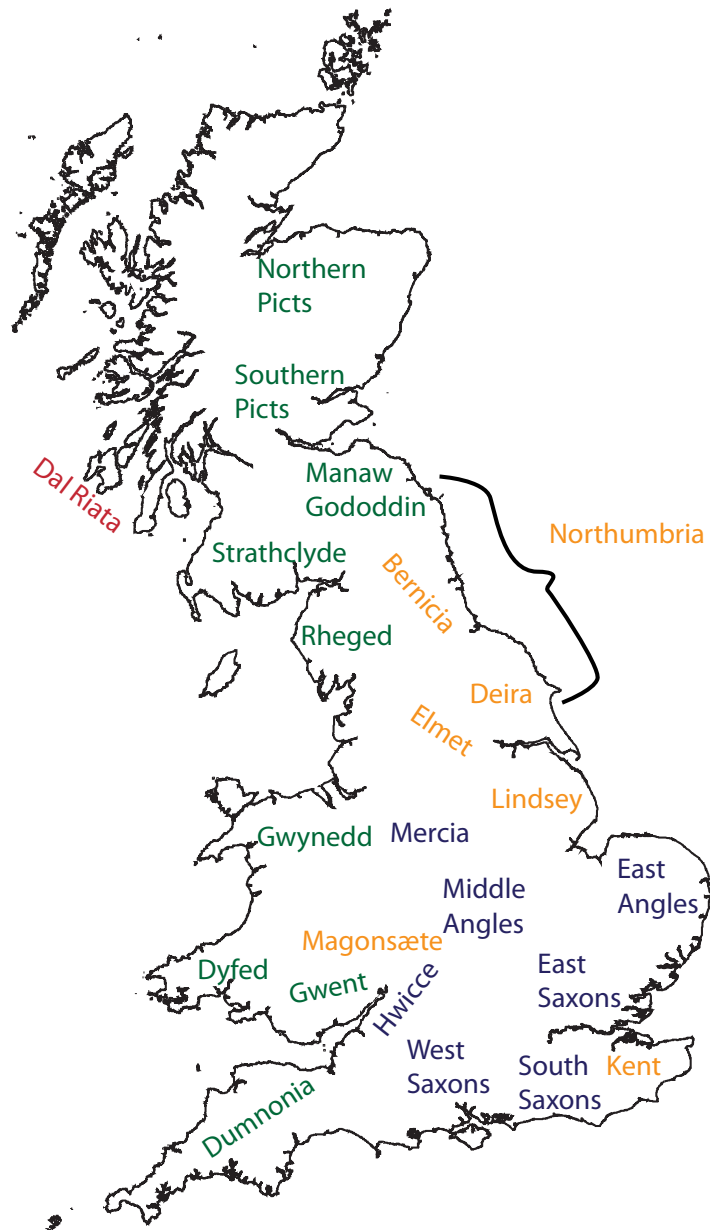 Northern
Picts
Southern
Picts
Dal Riata
Manaw
Gododdin
Northumbria
Strathclyde
Bernicia
Rheged
Deira
Elmet
Lindsey
Gwynedd
Mercia
East
Angles
Middle
Angles
Magonsæte
Dyfed
Gwent
Hwicce
East
Saxons
West
Saxons
South
Saxons
Kent
Dumnonia